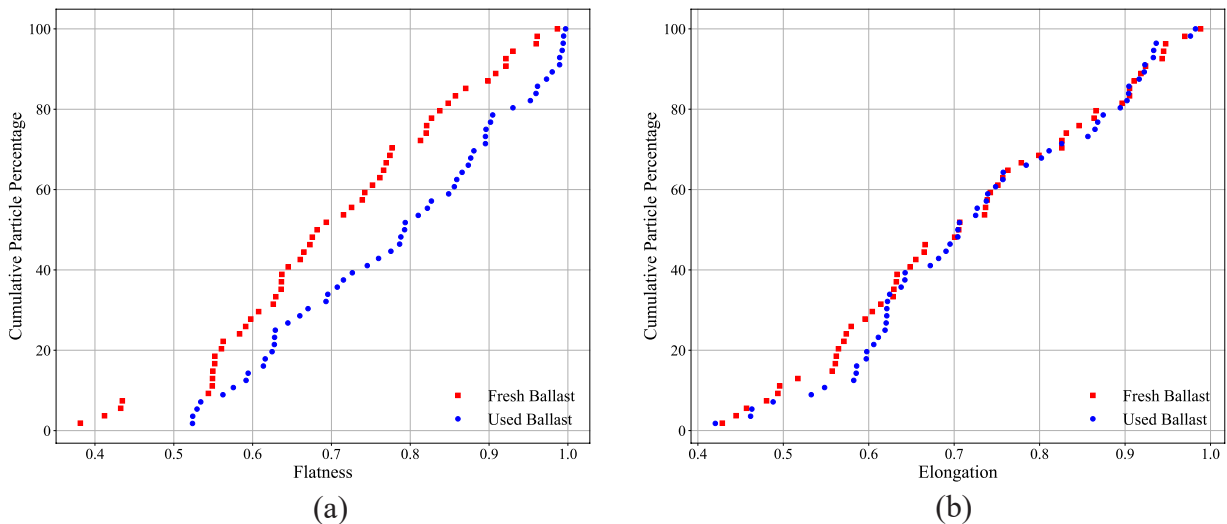 Cumulative Particle Percentage
100
80
60
40
20
0
0.4 0.5 0.6 0.7 0.8 0.9 1.0
Flatness
Fresh Ballast
Used Ballast
(a)
Cumulative Particle Percentage
100
80
60
40
20
0
0.4 0.5 0.6 0.7 0.8 0.9 1.0
Elongation
Fresh Ballast
Used Ballast
(b)